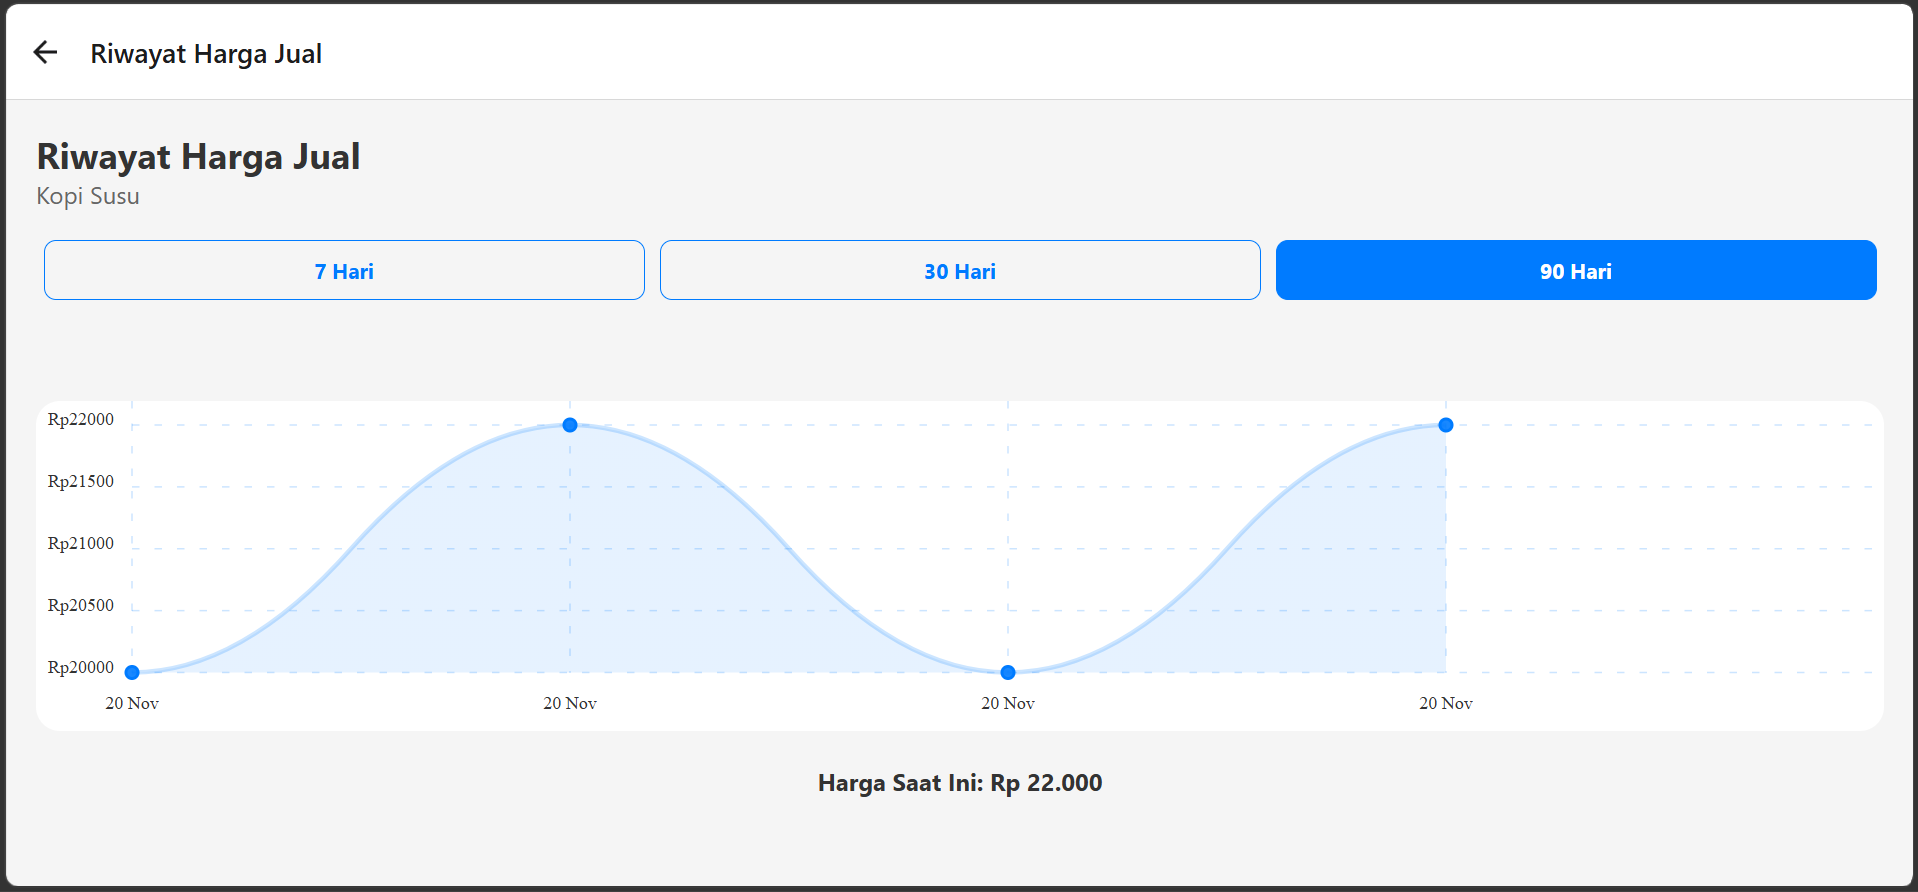 Riwayat Harga Jual
Riwayat Harga Jual
Kopi Susu
7 Hari
30 Hari
90 Hari
Rp22000
Rp21500
Rp21000
Rp20500
Rp20000
20 Nov
20 Nov
20 Nov
20 Nov
Harga Saat Ini: Rp 22.000